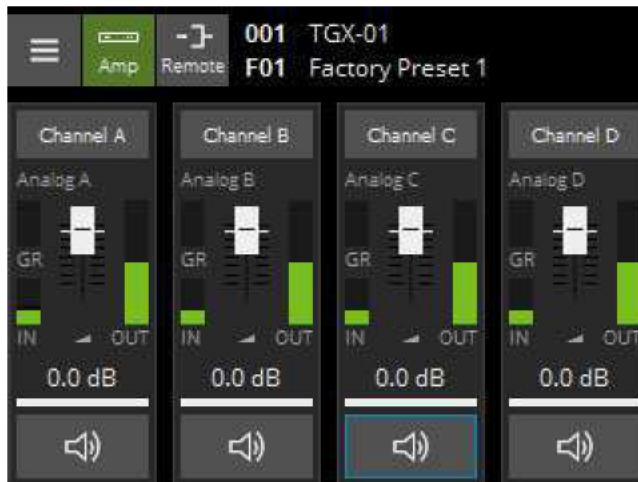 001 TGX-01
Amp Remote F01 Factory Preset 1
Channel A Channel B Channel C Channel D
Analog A Analog B Analog C Analog D
GR GR GR GR
IN OUT IN OUT IN OUT IN OUT
0.0 dB 0.0 dB 0.0 dB 0.0 dB